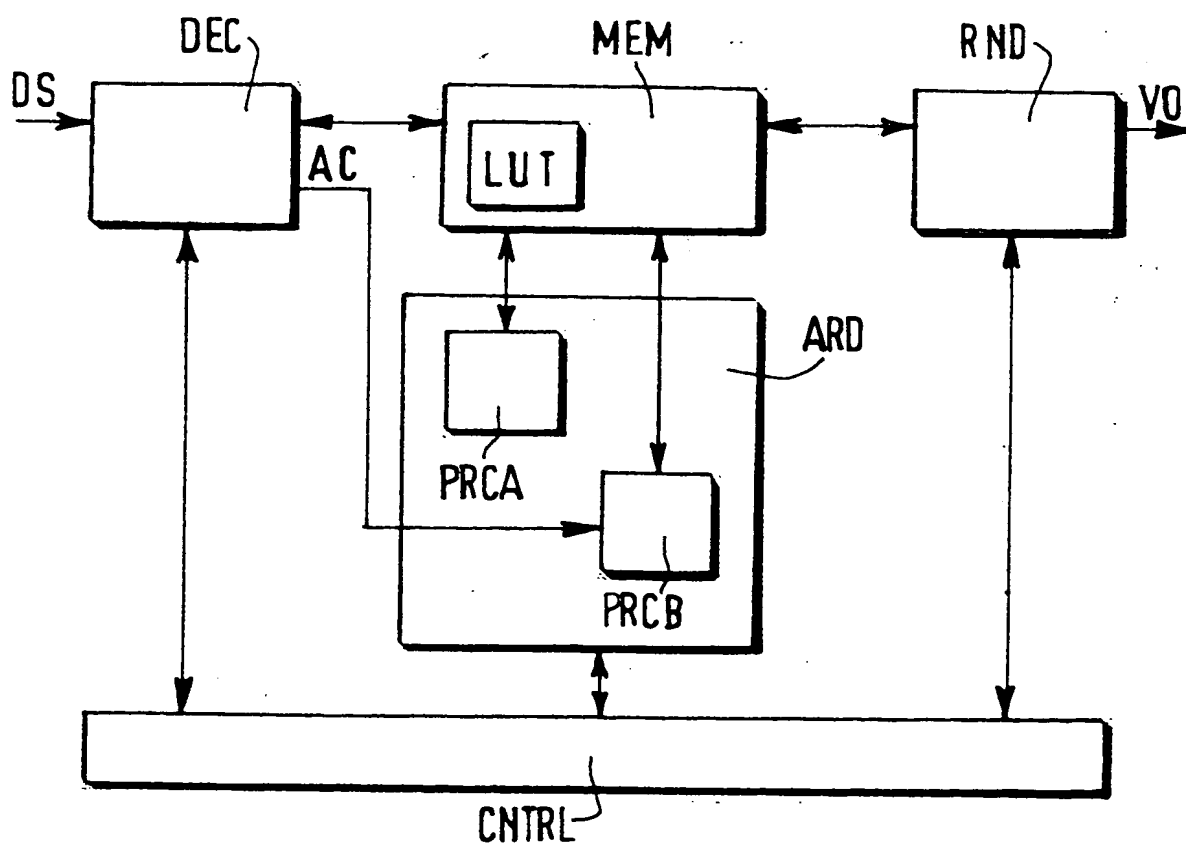 DEC
MEM
RND
DS
VO
AC
LUT
ARD
PRCA
PRCB
CNTRL